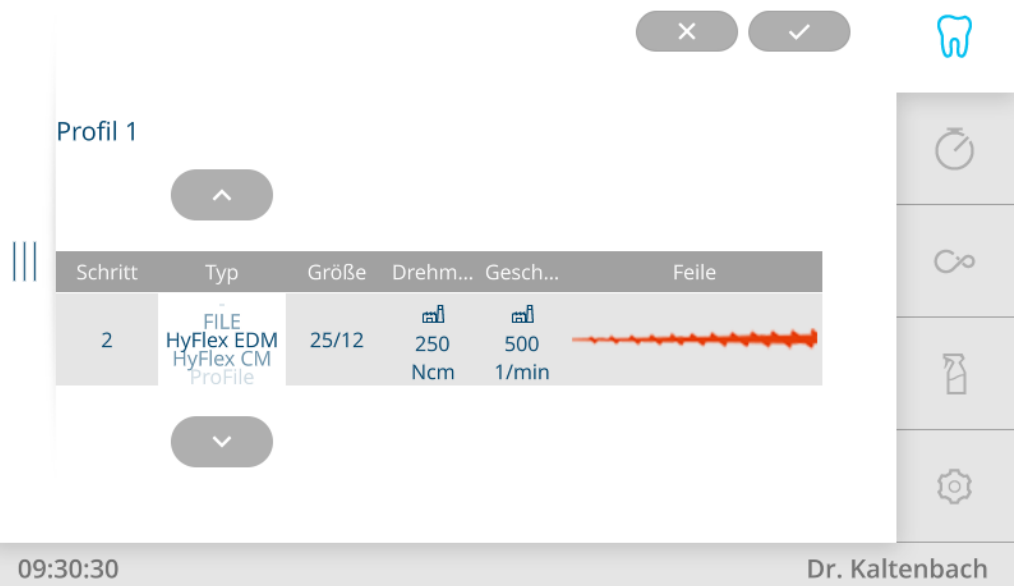 Profil 1
Schritt Typ Größe Drehm... Gesch... Feile
2
FILE
HyFlex EDM
HyFlex CM
ProFile
25/12
250
Ncm
500
1/min
09:30:30
Dr. Kaltenbach